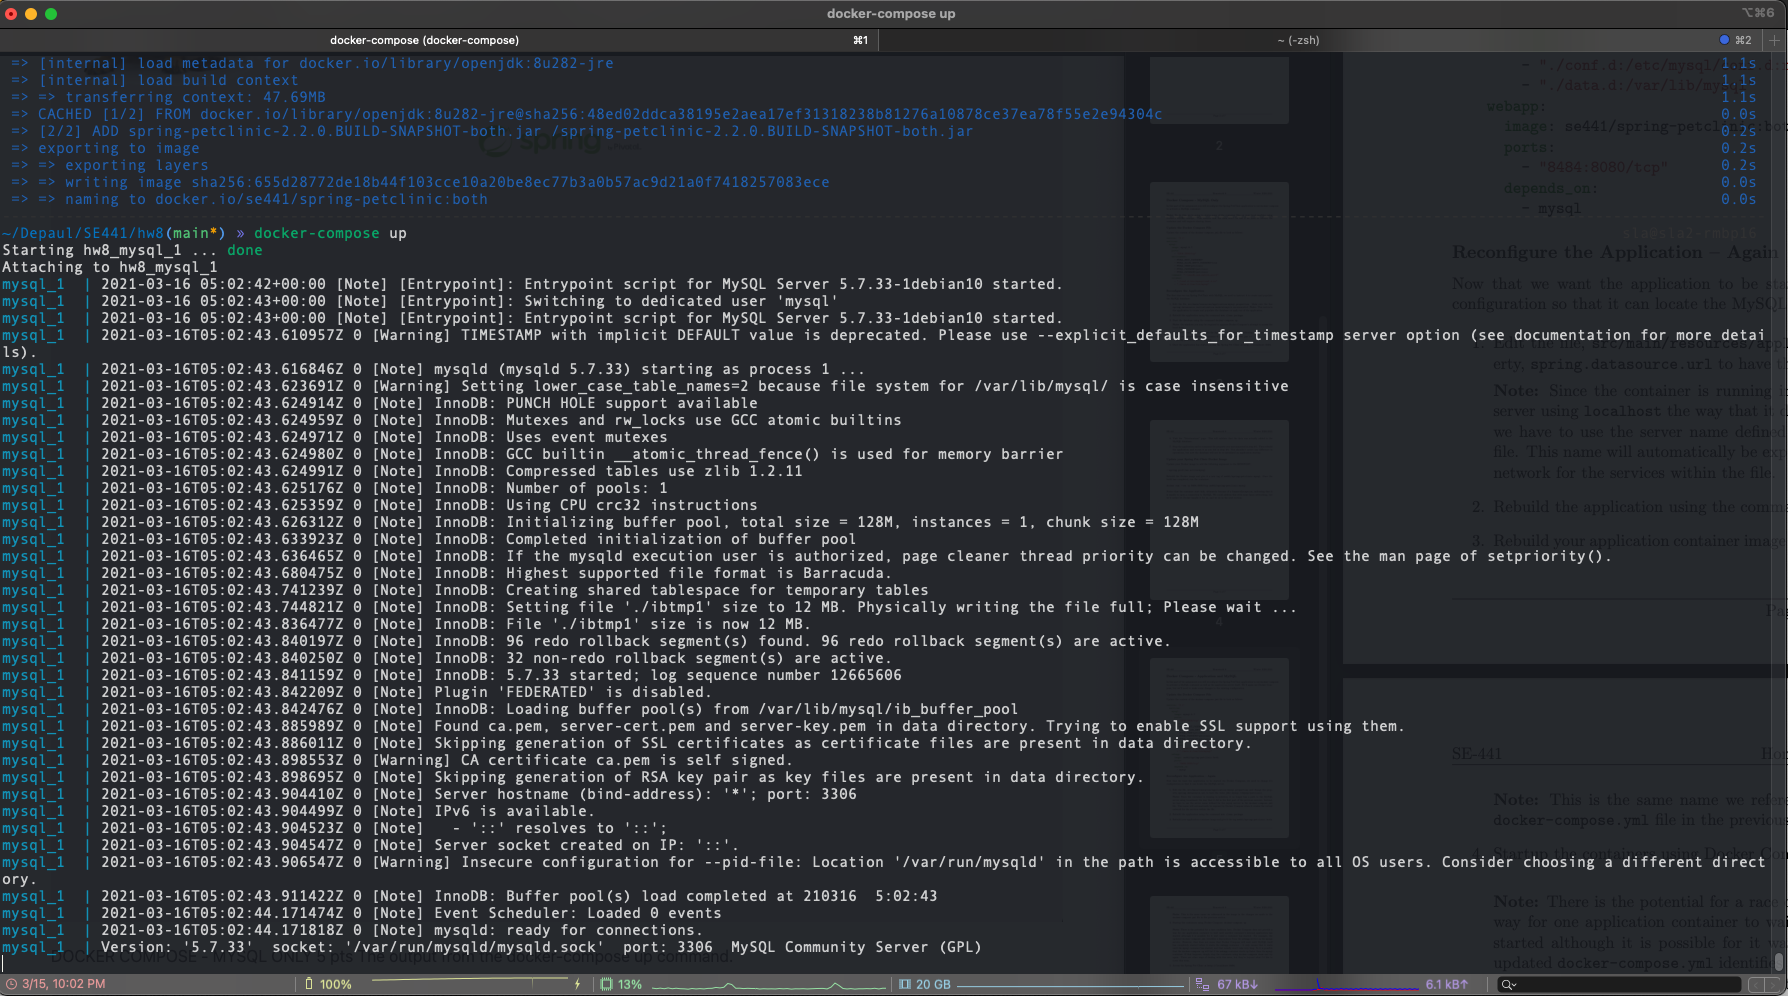 docker-compose up
⌥⌘6
docker-compose (docker-compose)
⌘1
~ (-zsh)
⌘2
=> [internal] load metadata for docker.io/library/openjdk:8u282-jre 1.1s
=> [internal] load build context 1.1s
=> => transferring context: 47.69MB 1.1s
=> CACHED [1/2] FROM docker.io/library/openjdk:8u282-jre@sha256:48ed02ddca38195e2aea17ef31318238b81276a10878ce37ea78f55e2e94304c 0.0s
=> [2/2] ADD spring-petclinic-2.2.0.BUILD-SNAPSHOT-both.jar /spring-petclinic-2.2.0.BUILD-SNAPSHOT-both.jar 0.2s
=> exporting to image 0.2s
=> => exporting layers 0.2s
=> => writing image sha256:655d28772de18b44f103cce10a20be8ec77b3a0b57ac9d21a0f7418257083ece 0.0s
=> => naming to docker.io/se441/spring-petclinic:both 0.0s
~/Depaul/SE441/hw8(main*) » docker-compose up
Starting hw8_mysql_1 ... done
Attaching to hw8_mysql_1
mysql_1 | 2021-03-16 05:02:42+00:00 [Note] [Entrypoint]: Entrypoint script for MySQL Server 5.7.33-1debian10 started.
mysql_1 | 2021-03-16 05:02:43+00:00 [Note] [Entrypoint]: Switching to dedicated user 'mysql'
mysql_1 | 2021-03-16 05:02:43+00:00 [Note] [Entrypoint]: Entrypoint script for MySQL Server 5.7.33-1debian10 started.
mysql_1 | 2021-03-16T05:02:43.610957Z 0 [Warning] TIMESTAMP with implicit DEFAULT value is deprecated. Please use --explicit_defaults_for_timestamp server option (see documentation for more detai
ls).
mysql_1 | 2021-03-16T05:02:43.616846Z 0 [Note] mysqld (mysqld 5.7.33) starting as process 1 ...
mysql_1 | 2021-03-16T05:02:43.623691Z 0 [Warning] Setting lower_case_table_names=2 because file system for /var/lib/mysql/ is case insensitive
mysql_1 | 2021-03-16T05:02:43.624914Z 0 [Note] InnoDB: PUNCH HOLE support available
mysql_1 | 2021-03-16T05:02:43.624959Z 0 [Note] InnoDB: Mutexes and rw_locks use GCC atomic builtins
mysql_1 | 2021-03-16T05:02:43.624971Z 0 [Note] InnoDB: Uses event mutexes
mysql_1 | 2021-03-16T05:02:43.624980Z 0 [Note] InnoDB: GCC builtin __atomic_thread_fence() is used for memory barrier
mysql_1 | 2021-03-16T05:02:43.624991Z 0 [Note] InnoDB: Compressed tables use zlib 1.2.11
mysql_1 | 2021-03-16T05:02:43.625176Z 0 [Note] InnoDB: Number of pools: 1
mysql_1 | 2021-03-16T05:02:43.625359Z 0 [Note] InnoDB: Using CPU crc32 instructions
mysql_1 | 2021-03-16T05:02:43.626312Z 0 [Note] InnoDB: Initializing buffer pool, total size = 128M, instances = 1, chunk size = 128M
mysql_1 | 2021-03-16T05:02:43.633923Z 0 [Note] InnoDB: Completed initialization of buffer pool
mysql_1 | 2021-03-16T05:02:43.636465Z 0 [Note] InnoDB: If the mysqld execution user is authorized, page cleaner thread priority can be changed. See the man page of setpriority().
mysql_1 | 2021-03-16T05:02:43.680475Z 0 [Note] InnoDB: Highest supported file format is Barracuda.
mysql_1 | 2021-03-16T05:02:43.741239Z 0 [Note] InnoDB: Creating shared tablespace for temporary tables
mysql_1 | 2021-03-16T05:02:43.744821Z 0 [Note] InnoDB: Setting file './ibtmp1' size to 12 MB. Physically writing the file full; Please wait ...
mysql_1 | 2021-03-16T05:02:43.836477Z 0 [Note] InnoDB: File './ibtmp1' size is now 12 MB.
mysql_1 | 2021-03-16T05:02:43.840197Z 0 [Note] InnoDB: 96 redo rollback segment(s) found. 96 redo rollback segment(s) are active.
mysql_1 | 2021-03-16T05:02:43.840250Z 0 [Note] InnoDB: 32 non-redo rollback segment(s) are active.
mysql_1 | 2021-03-16T05:02:43.841159Z 0 [Note] InnoDB: 5.7.33 started; log sequence number 12665606
mysql_1 | 2021-03-16T05:02:43.842209Z 0 [Note] Plugin 'FEDERATED' is disabled.
mysql_1 | 2021-03-16T05:02:43.842476Z 0 [Note] InnoDB: Loading buffer pool(s) from /var/lib/mysql/ib_buffer_pool
mysql_1 | 2021-03-16T05:02:43.885989Z 0 [Note] Found ca.pem, server-cert.pem and server-key.pem in data directory. Trying to enable SSL support using them.
mysql_1 | 2021-03-16T05:02:43.886011Z 0 [Note] Skipping generation of SSL certificates as certificate files are present in data directory.
mysql_1 | 2021-03-16T05:02:43.898553Z 0 [Warning] CA certificate ca.pem is self signed.
mysql_1 | 2021-03-16T05:02:43.898695Z 0 [Note] Skipping generation of RSA key pair as key files are present in data directory.
mysql_1 | 2021-03-16T05:02:43.904410Z 0 [Note] Server hostname (bind-address): '*'; port: 3306
mysql_1 | 2021-03-16T05:02:43.904499Z 0 [Note] IPv6 is available.
mysql_1 | 2021-03-16T05:02:43.904523Z 0 [Note]   - '::' resolves to '::';
mysql_1 | 2021-03-16T05:02:43.904547Z 0 [Note] Server socket created on IP: '::'.
mysql_1 | 2021-03-16T05:02:43.906547Z 0 [Warning] Insecure configuration for --pid-file: Location '/var/run/mysqld' in the path is accessible to all OS users. Consider choosing a different direct
ory.
mysql_1 | 2021-03-16T05:02:43.911422Z 0 [Note] InnoDB: Buffer pool(s) load completed at 210316  5:02:43
mysql_1 | 2021-03-16T05:02:44.171474Z 0 [Note] Event Scheduler: Loaded 0 events
mysql_1 | 2021-03-16T05:02:44.171818Z 0 [Note] mysqld: ready for connections.
mysql_1 | Version: '5.7.33'  socket: '/var/run/mysqld/mysqld.sock'  port: 3306  MySQL Community Server (GPL)
DOCKER COMPOSE - MYSQL ONLY 5 pts The output from the docker-compose up command.
3/15, 10:02 PM
100%
13%
20 GB
67 kB↓
6.1 kB↑